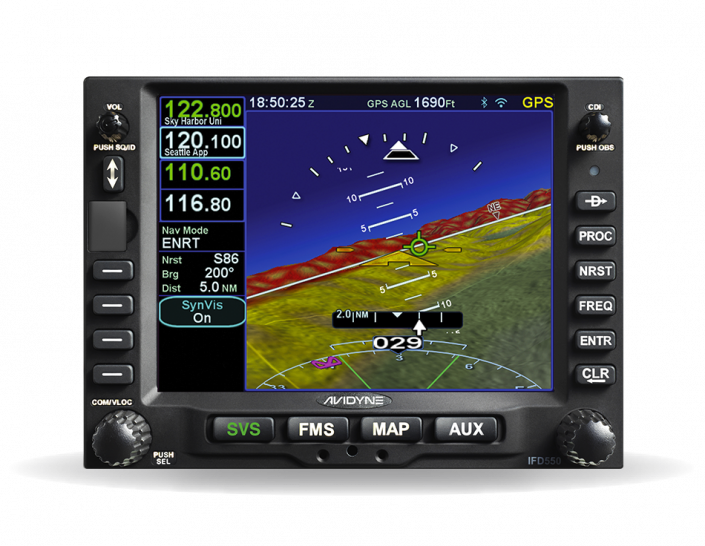 VOL
PUSH SQ/ID
122.800
Sky Harbor Uni
120.100
Seattle App
110.60
116.80
Nav Mode
ENRT
Nrst S86
Brg 200°
Dist 5.0 NM
SynVis
On
18:50:25 Z GPS AGL 1690Ft GPS
10 10
5 5
NE
5 5
10
2.0 NM
029
3 6
CDI
PUSH OBS
D
PROC
NRST
FREQ
ENTR
CLR
COM/VLOC
PUSH
SEL
AVIDYNE
SVS FMS MAP AUX
IFD550